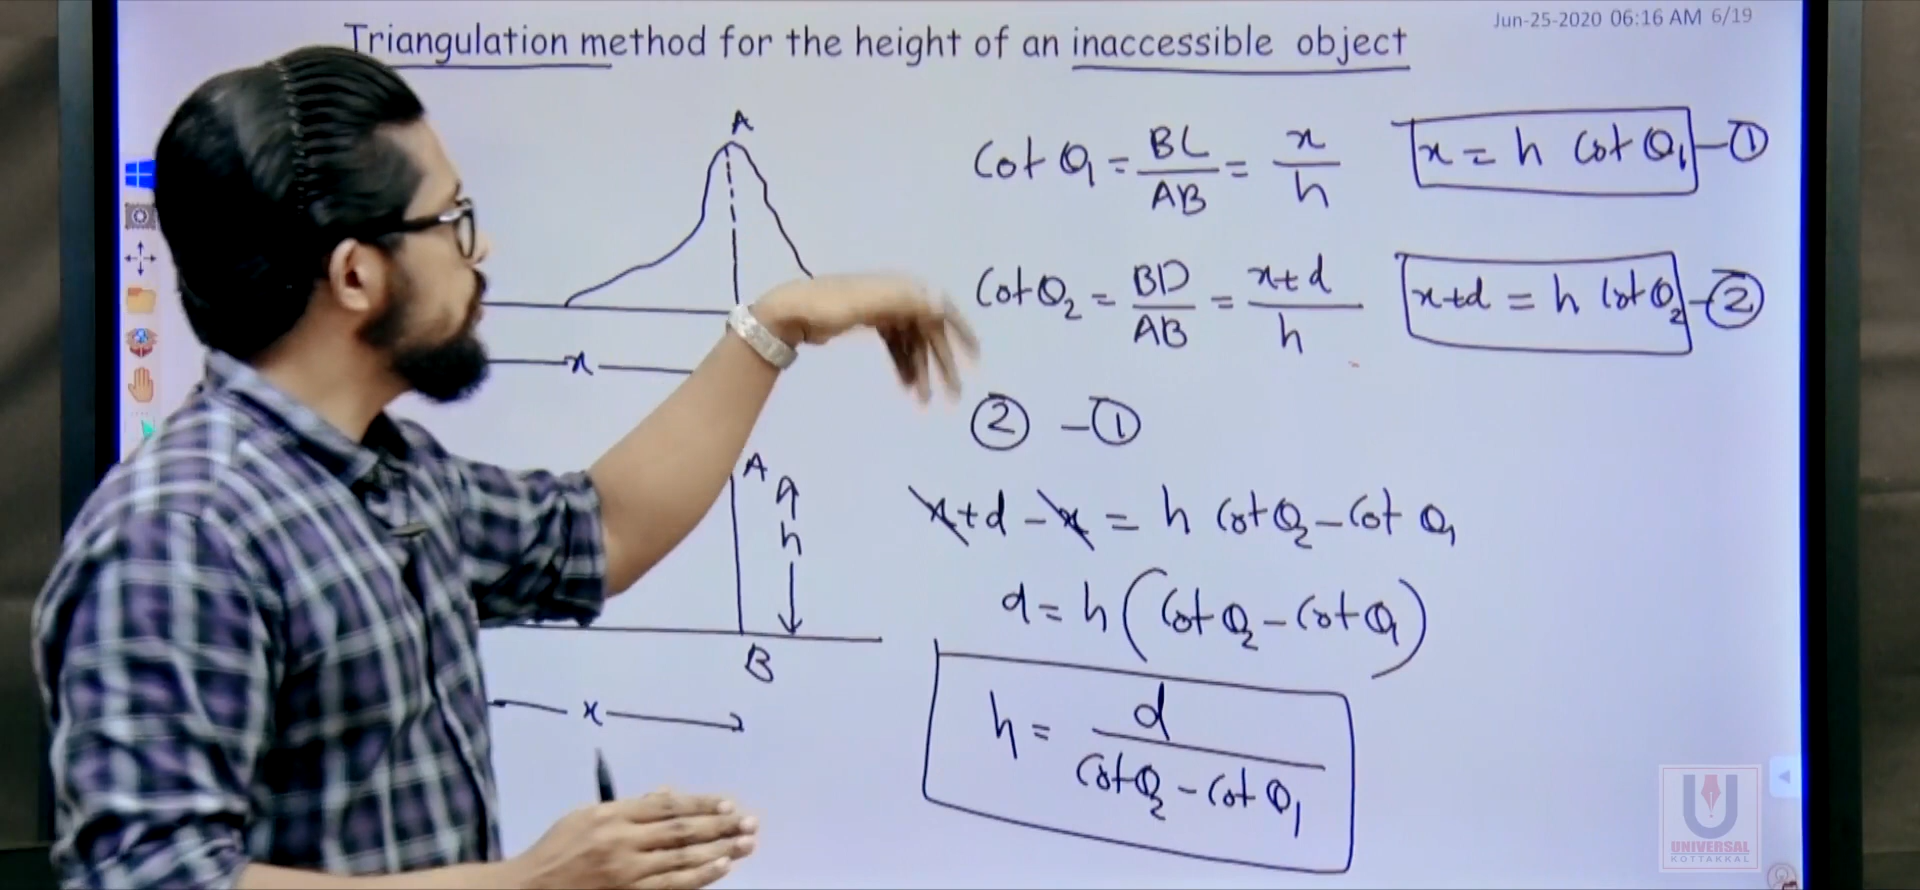 Jun-25-2020 06:16 AM 6/19
Triangulation method for the height of an inaccessible object
A
Cot θ₁ = BC/AB = x/h
x = h Cot θ₁ - ①
Cot θ₂ = BD/AB = x+d/h
x+d = h Cot θ₂ - ②
x
② - ①
A
h
x+d - x = h Cot θ₂ - Cot θ₁
d = h (Cot θ₂ - Cot θ₁)
B
x
h = d/Cot θ₂ - Cot θ₁
U
UNIVERSAL
KOTTAKKAL